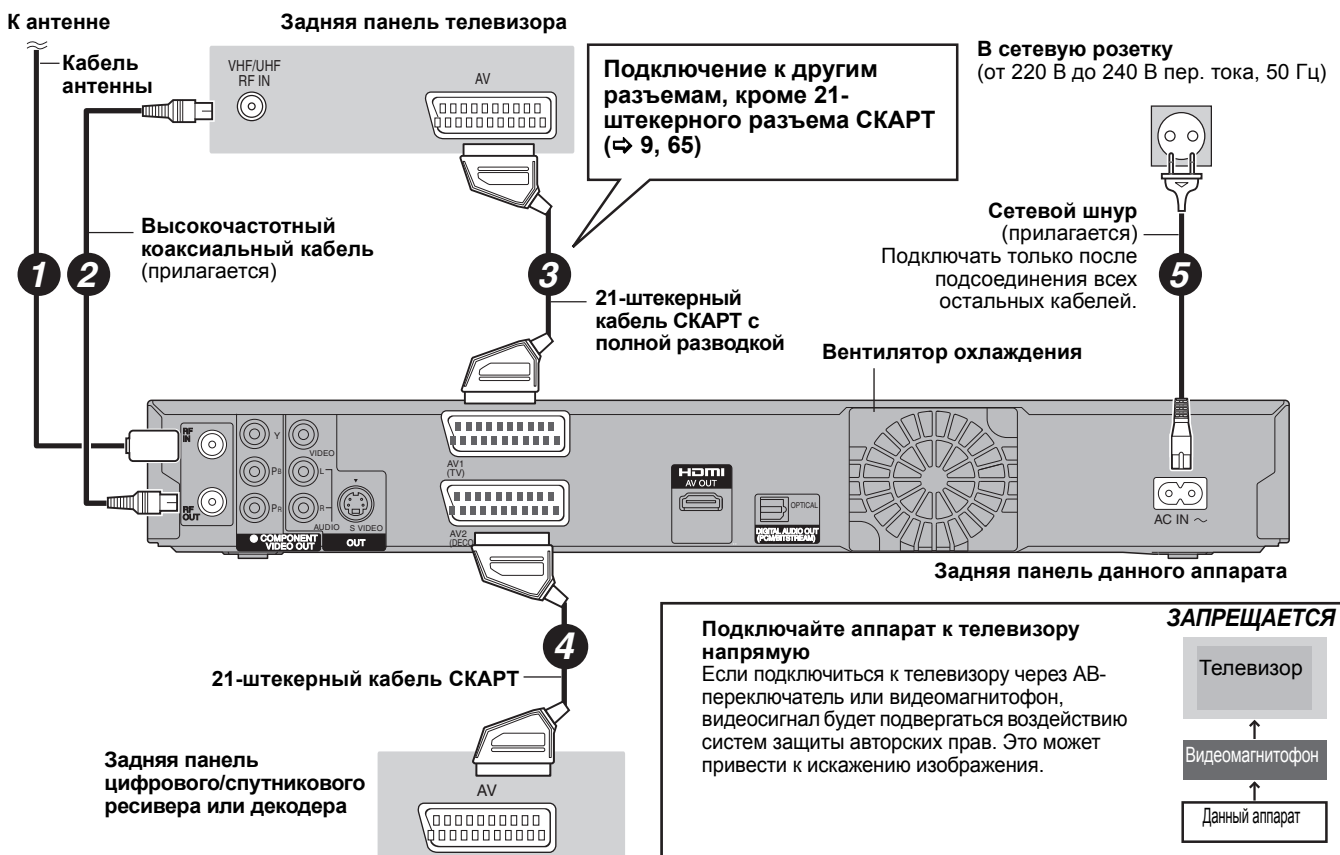 К антенне
Задняя панель телевизора
Кабель
антенны
VHF/UHF
RF IN
AV
Подключение к другим
разъемам, кроме 21-
штекерного разъема СКАРТ
(⇨ 9, 65)
В сетевую розетку
(от 220 В до 240 В пер. тока, 50 Гц)
Высокочастотный
коаксиальный кабель
(прилагается)
1
2
3
21-штекерный
кабель СКАРТ с
полной разводкой
Сетевой шнур
(прилагается)
Подключать только после
подсоединения всех
остальных кабелей.
5
Вентилятор охлаждения
RF
IN
RF
OUT
Y
PB
PR
COMPONENT
VIDEO OUT
VIDEO
L
R
AUDIO
S VIDEO
OUT
AV1
(TV)
AV2
(DECO
HDMI
AV OUT
OPTICAL
DIGITAL AUDIO OUT
(PCM/BITSTREAM)
AC IN ~
Задняя панель данного аппарата
4
21-штекерный кабель СКАРТ
Задняя панель
цифрового/спутникового
ресивера или декодера
AV
Подключайте аппарат к телевизору
напрямую
Если подключиться к телевизору через АВ-
переключатель или видеомагнитофон,
видеосигнал будет подвергаться воздействию
систем защиты авторских прав. Это может
привести к искажению изображения.
ЗАПРЕЩАЕТСЯ
Телевизор
Видеомагнитофон
Данный аппарат